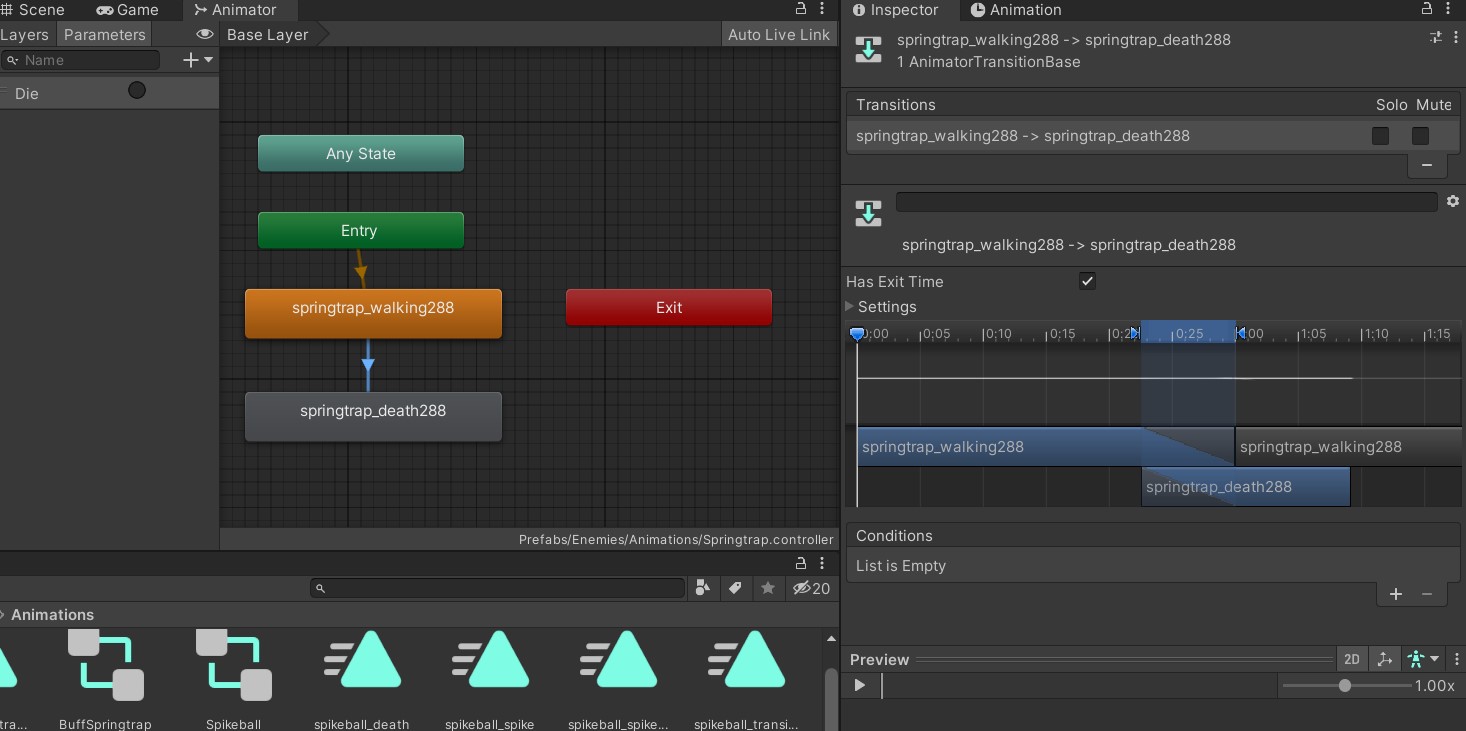 Scene Game Animator
Layers Parameters Base Layer Auto Live Link
Name
Die
Any State
Entry
springtrap_walking288
Exit
springtrap_death288
Prefabs/Enemies/Animations/Springtrap.controller
20
Animations
tra... BuffSpringtrap Spikeball spikeball_death spikeball_spike spikeball_spike... spikeball_transi...
Inspector Animation
springtrap_walking288 -> springtrap_death288
1 AnimatorTransitionBase
Transitions Solo Mute
springtrap_walking288 -> springtrap_death288
springtrap_walking288 -> springtrap_death288
Has Exit Time
Settings
0:00 0:05 0:10 0:15 0:2 0:25 :00 1:05 1:10 1:15
springtrap_walking288 springtrap_walking288
springtrap_death288
Conditions
List is Empty
+ −
Preview 2D
1.00x